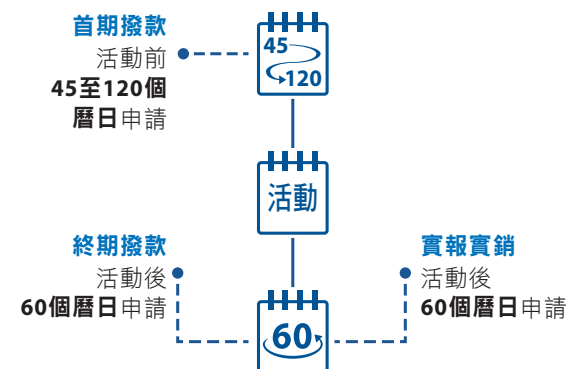 首期撥款
活動前
45至120個
曆日申請
45
120
活動
終期撥款
活動後
60個曆日申請
60
實報實銷
活動後
60個曆日申請